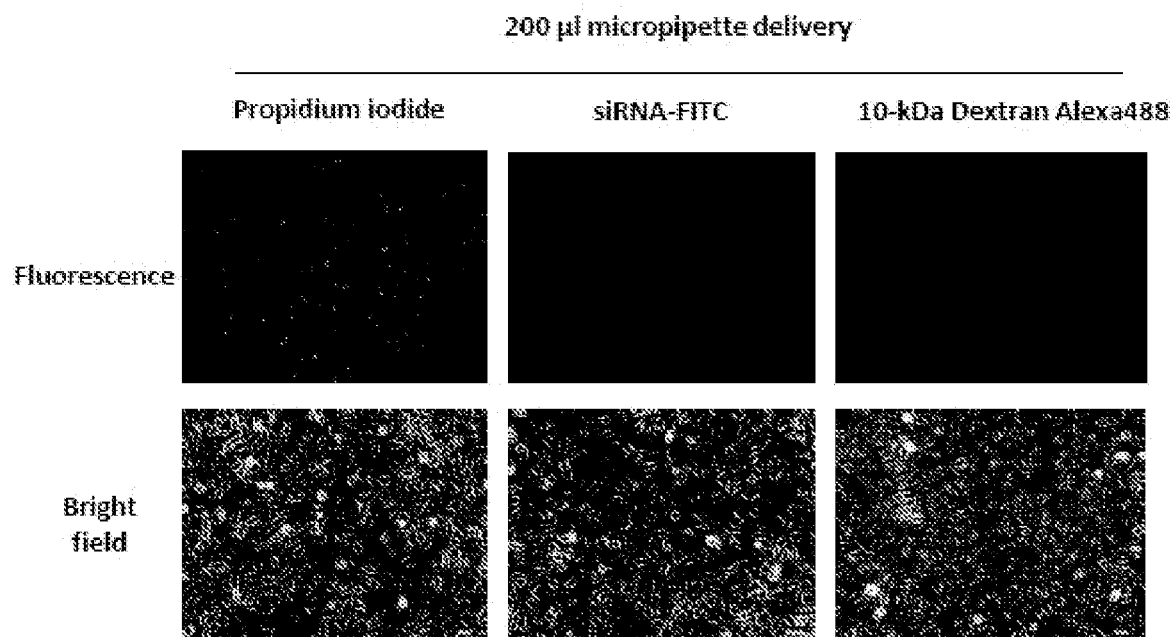 200 µl micropipette delivery
Propidium iodide
siRNA-FITC
10-kDa Dextran Alexa488
Fluorescence
Bright
field